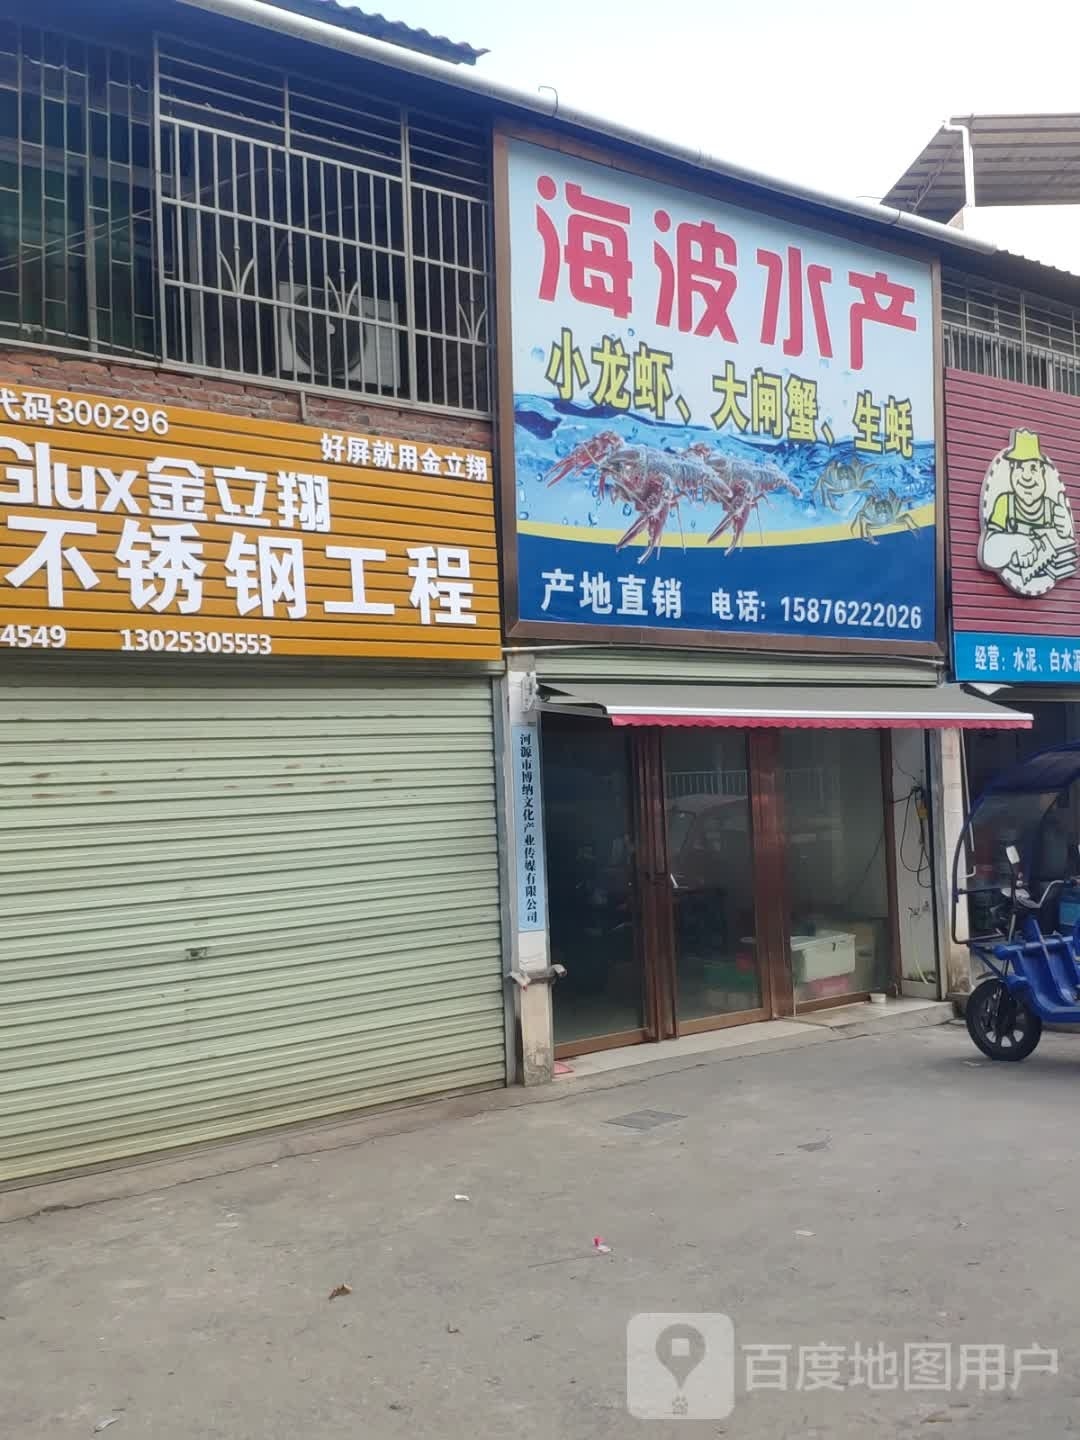 代码300296
好屏就用金立翔
Glux金立翔
不锈钢工程
4549 13025305553
海波水产
小龙虾、大闸蟹、生蚝
产地直销 电话: 15876222026
经营: 水泥、白水泥
河源市博纳文化产业传媒有限公司
百度地图用户